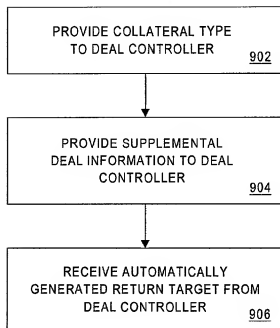 PROVIDE COLLATERAL TYPE
TO DEAL CONTROLLER
902
PROVIDE SUPPLEMENTAL
DEAL INFORMATION TO DEAL
CONTROLLER
904
RECEIVE AUTOMATICALLY
GENERATED RETURN TARGET FROM
DEAL CONTROLLER
906